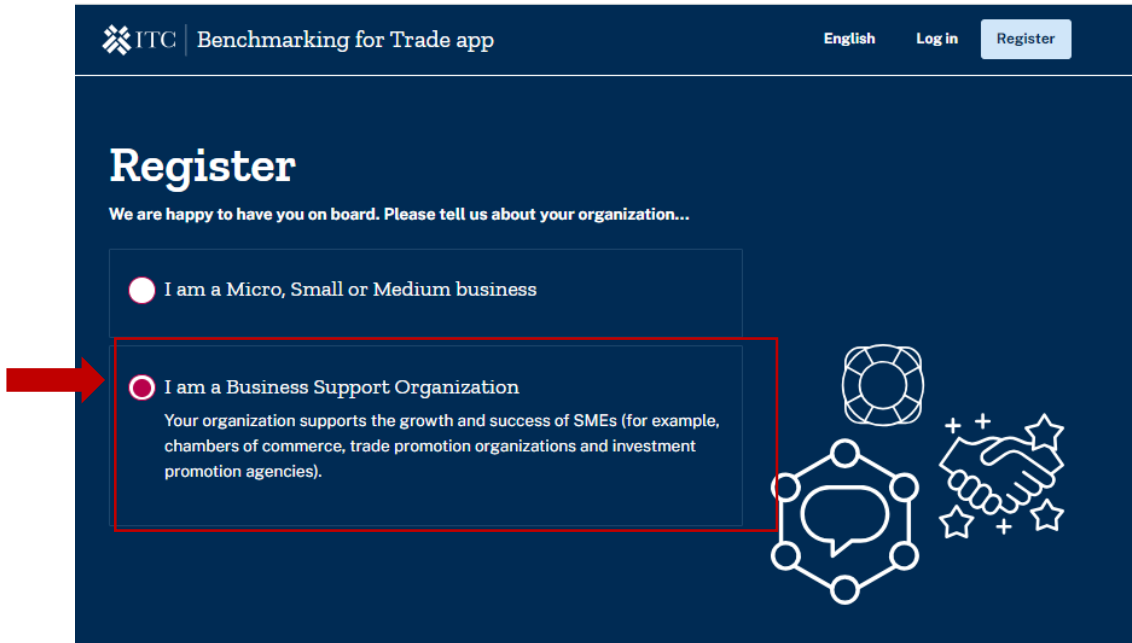 ITC | Benchmarking for Trade app
English Log in Register
Register
We are happy to have you on board. Please tell us about your organization...
I am a Micro, Small or Medium business
I am a Business Support Organization
Your organization supports the growth and success of SMEs (for example,
chambers of commerce, trade promotion organizations and investment
promotion agencies).